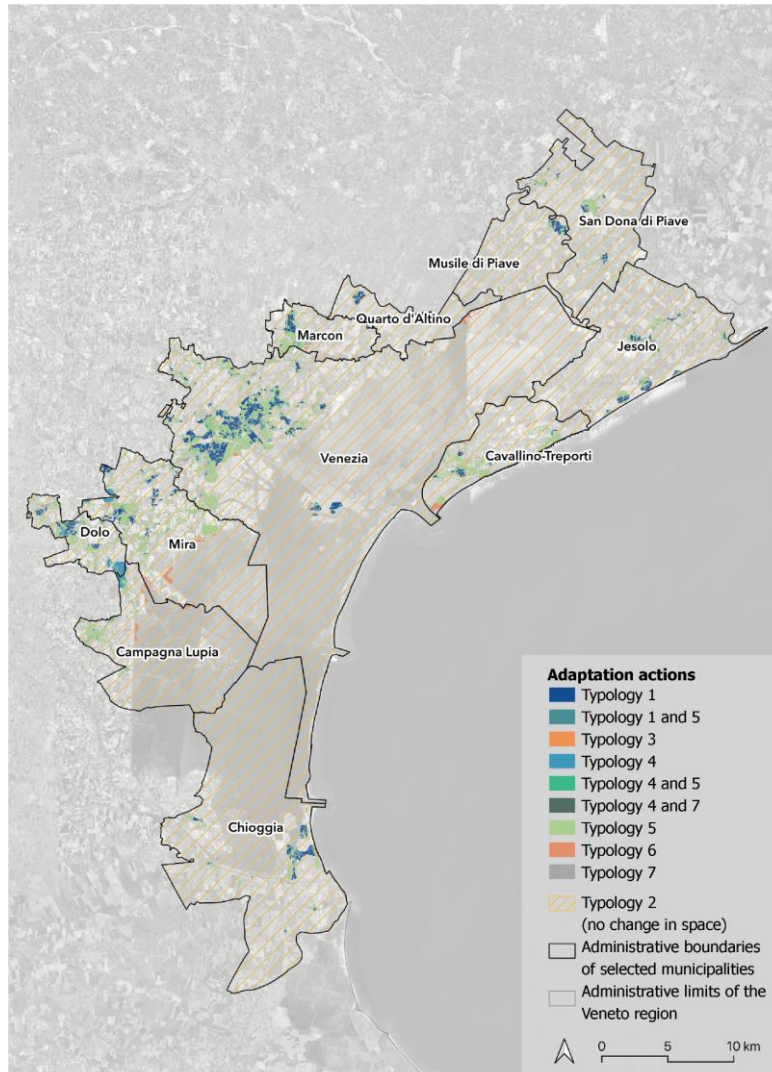 San Dona di Piave
Musile di Piave
Quarto d'Altino
Marcon
Jesolo
Venezia
Cavallino-Treporti
Dolo
Mira
Campagna Lupia
Chioggia
Adaptation actions
Typology 1
Typology 1 and 5
Typology 3
Typology 4
Typology 4 and 5
Typology 4 and 7
Typology 5
Typology 6
Typology 7
Typology 2
(no change in space)
Administrative boundaries
of selected municipalities
Administrative limits of the
Veneto region
0 5 10 km